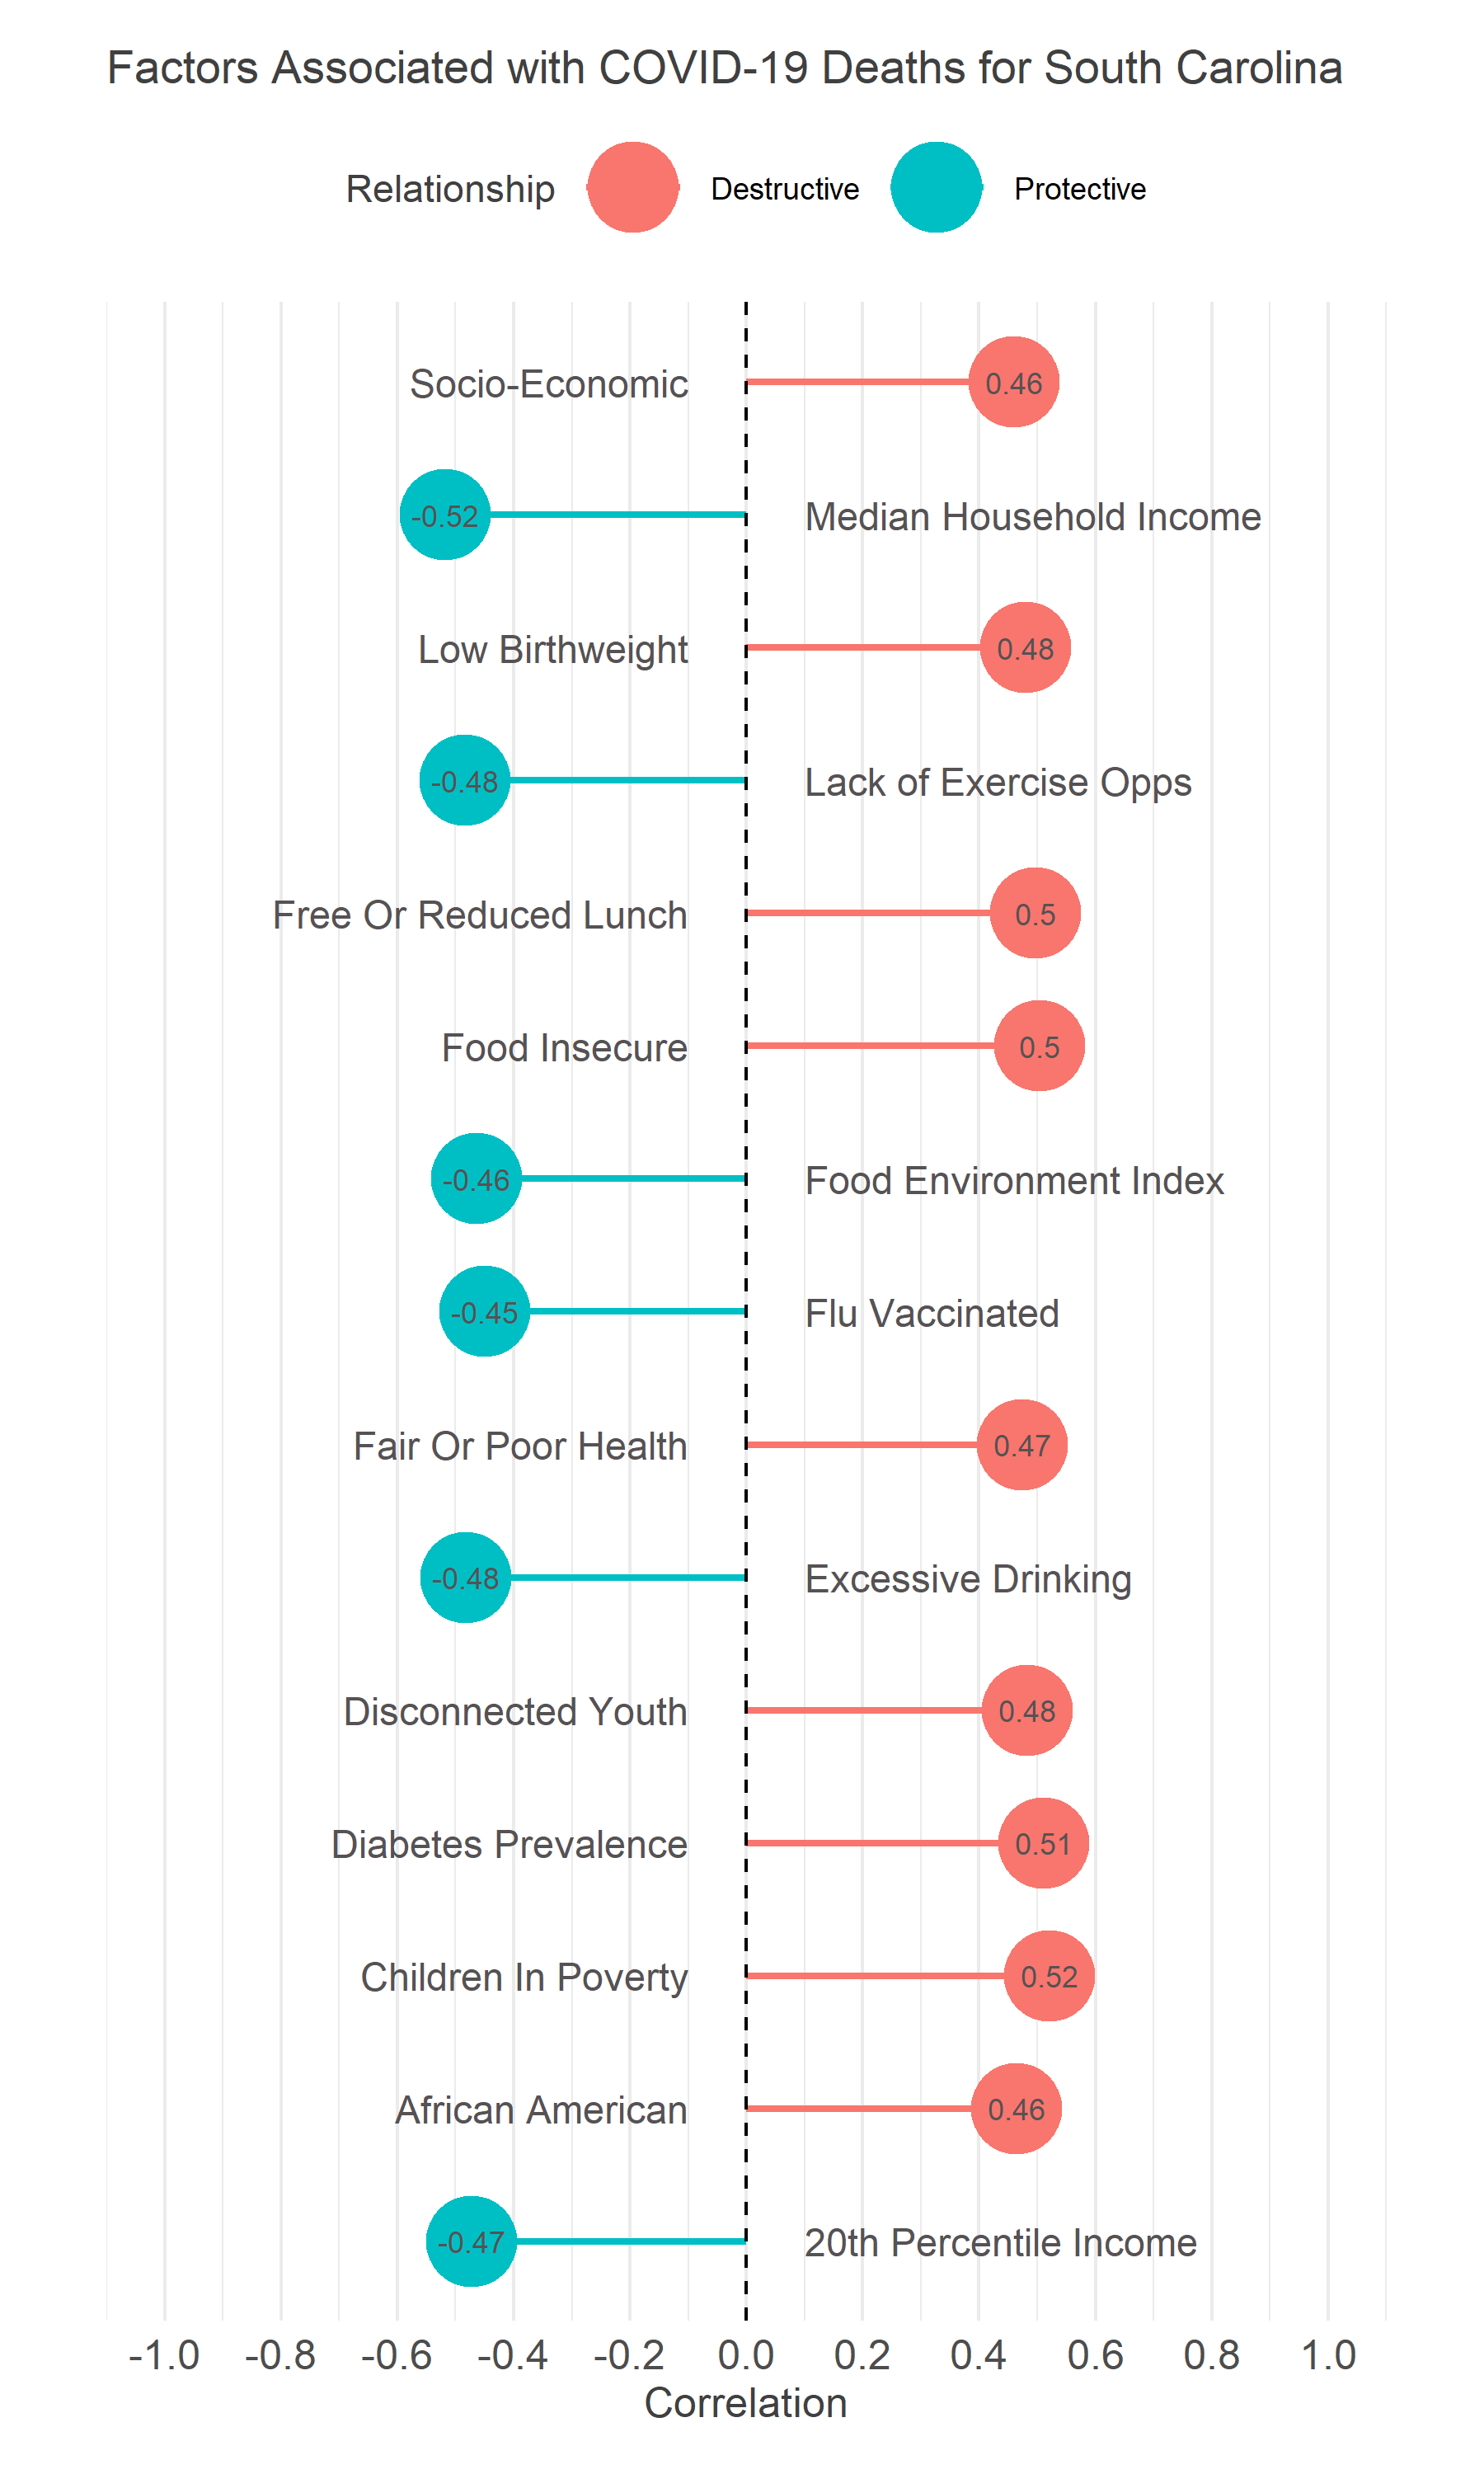 Factors Associated with COVID-19 Deaths for South Carolina
Relationship Destructive Protective
Socio-Economic 0.46
-0.52 Median Household Income
Low Birthweight 0.48
-0.48 Lack of Exercise Opps
Free Or Reduced Lunch 0.5
Food Insecure 0.5
-0.46 Food Environment Index
-0.45 Flu Vaccinated
Fair Or Poor Health 0.47
-0.48 Excessive Drinking
Disconnected Youth 0.48
Diabetes Prevalence 0.51
Children In Poverty 0.52
African American 0.46
-0.47 20th Percentile Income
-1.0 -0.8 -0.6 -0.4 -0.2 0.0 0.2 0.4 0.6 0.8 1.0
Correlation